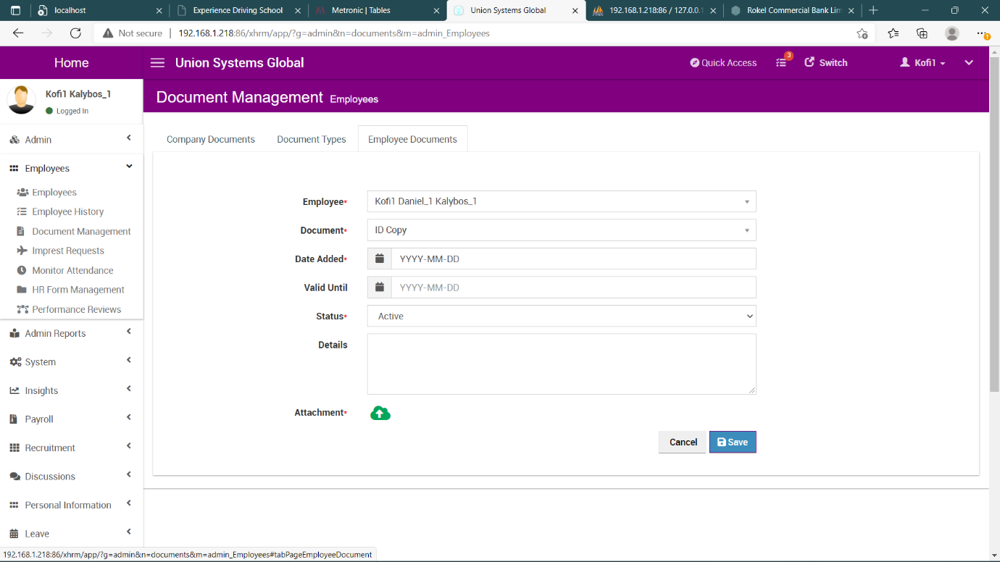 localhost
Experience Driving School
Metronic | Tables
Union Systems Global
192.168.1.218:86 / 127.0.0.1
Rokel Commercial Bank Lim
Not secure
192.168.1.218:86/xhrm/app/?g=admin&n=documents&m=admin_Employees
Home
Union Systems Global
Quick Access
3
Switch
Kofi1
Kofi1 Kalybos_1
Logged In
Document Management Employees
Admin
Employees
Employees
Employee History
Document Management
Imprest Requests
Monitor Attendance
HR Form Management
Performance Reviews
Admin Reports
System
Insights
Payroll
Recruitment
Discussions
Personal Information
Leave
Company Documents
Document Types
Employee Documents
Employee*
Kofi1 Daniel_1 Kalybos_1
Document*
ID Copy
Date Added*
YYYY-MM-DD
Valid Until
YYYY-MM-DD
Status*
Active
Details
Attachment*
Cancel
Save
192.168.1.218:86/xhrm/app/?g=admin&n=documents&m=admin_Employees#tabPageEmployeeDocument